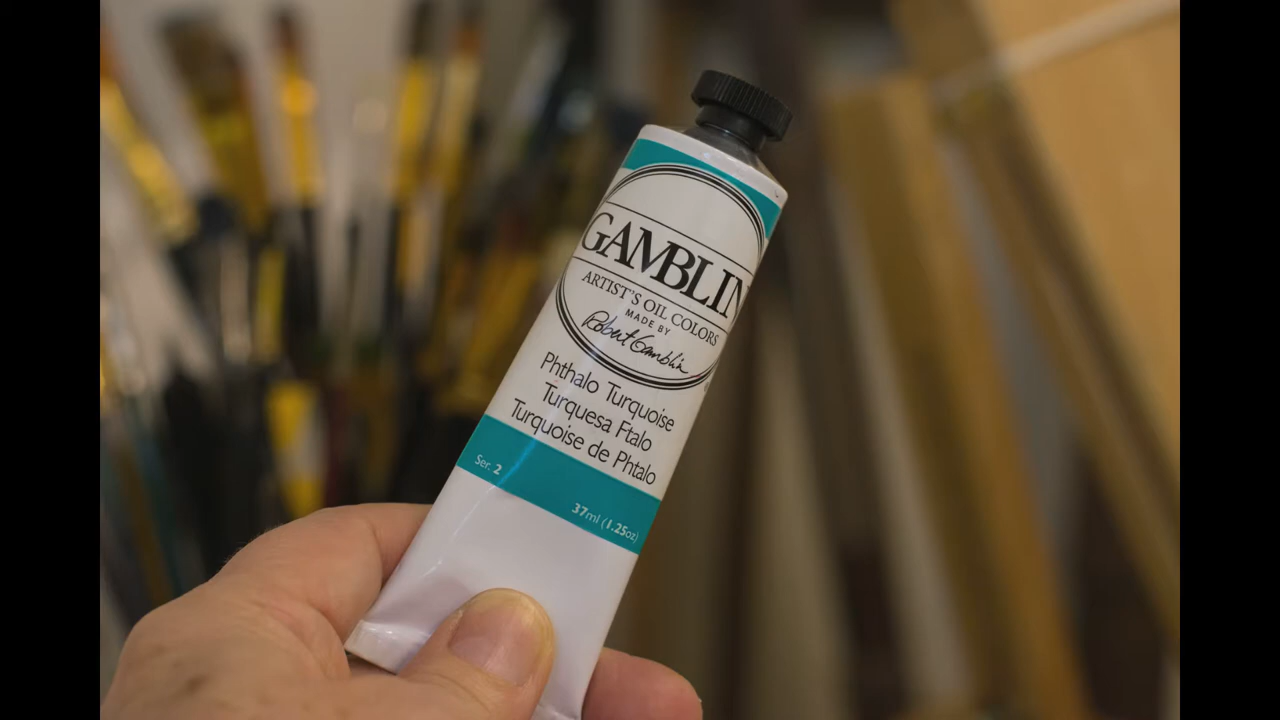 GAMBLIN
ARTIST'S OIL COLORS
MADE BY
Robert Gamblin
Phthalo Turquoise
Turquesa Ftalo
Turquoise de Phtalo
Ser. 2
37ml (1.25oz)